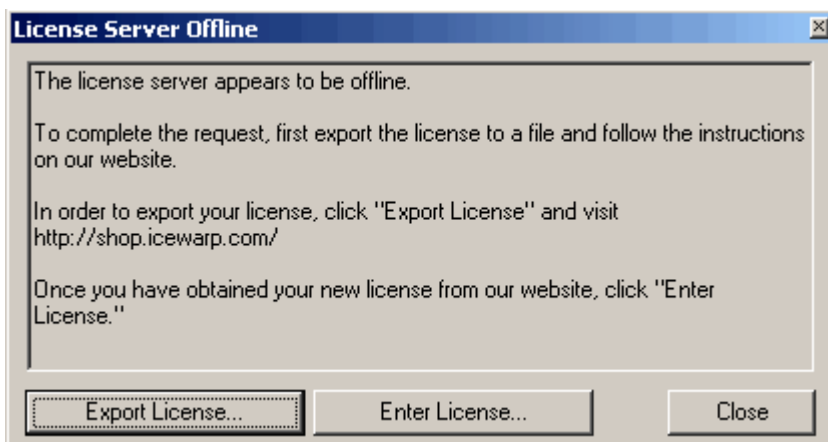 License Server Offline
The license server appears to be offline.
To complete the request, first export the license to a file and follow the instructions
on our website.
In order to export your license, click "Export License" and visit
http://shop.icewarp.com/
Once you have obtained your new license from our website, click "Enter
License."
Export License... Enter License... Close